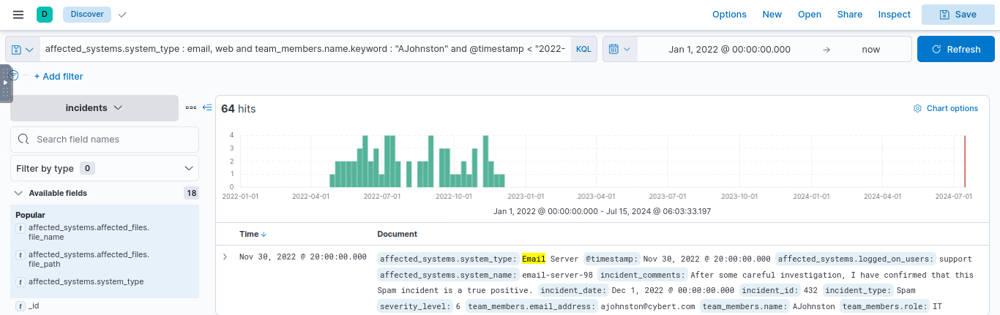 D Discover Options New Open Share Inspect Save
affected_systems.system_type : email, web and team_members.name.keyword : "AJohnston" and @timestamp < "2022- KQL Jan 1, 2022 @ 00:00:00.000 → now Refresh
+ Add filter
incidents
Search field names
Filter by type 0
Available fields 18
Popular
t affected_systems.affected_files.
file_name
t affected_systems.affected_files.
file_path
t affected_systems.system_type
t _id
64 hits Chart options
4
3
2
1
0
2022-01-01 2022-04-01 2022-07-01 2022-10-01 2023-01-01 2023-04-01 2023-07-01 2023-10-01 2024-01-01 2024-04-01 2024-07-01
Jan 1, 2022 @ 00:00:00.000 - Jul 15, 2024 @ 06:03:33.197
Time Document
Nov 30, 2022 @ 20:00:00.000 affected_systems.system_type: Email Server @timestamp: Nov 30, 2022 @ 20:00:00.000 affected_systems.logged_on_users: support
affected_systems.system_name: email-server-98 incident_comments: After some careful investigation, I have confirmed that this
Spam incident is a true positive. incident_date: Dec 1, 2022 @ 00:00:00.000 incident_id: 432 incident_type: Spam
severity_level: 6 team_members.email_address: ajohnston@cybert.com team_members.name: AJohnston team_members.role: IT